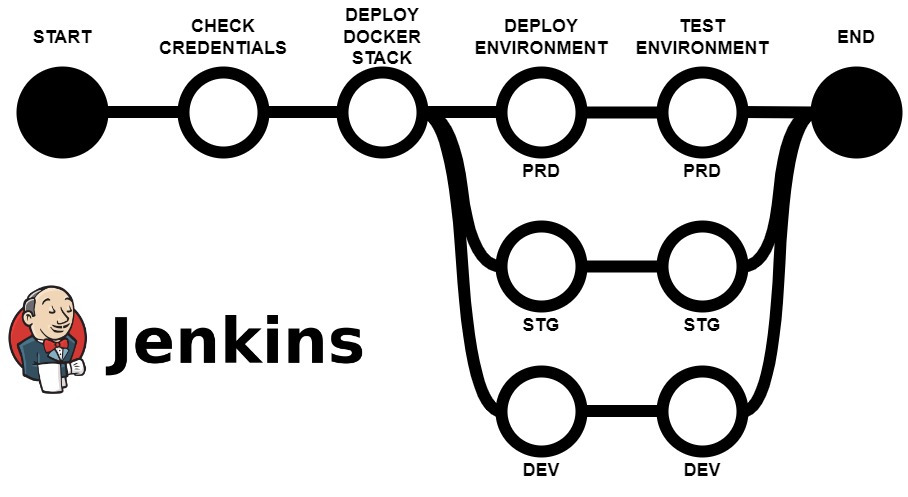 START
CHECK
CREDENTIALS
DEPLOY
DOCKER
STACK
DEPLOY
ENVIRONMENT
TEST
ENVIRONMENT
END
PRD
PRD
STG
STG
Jenkins
DEV
DEV